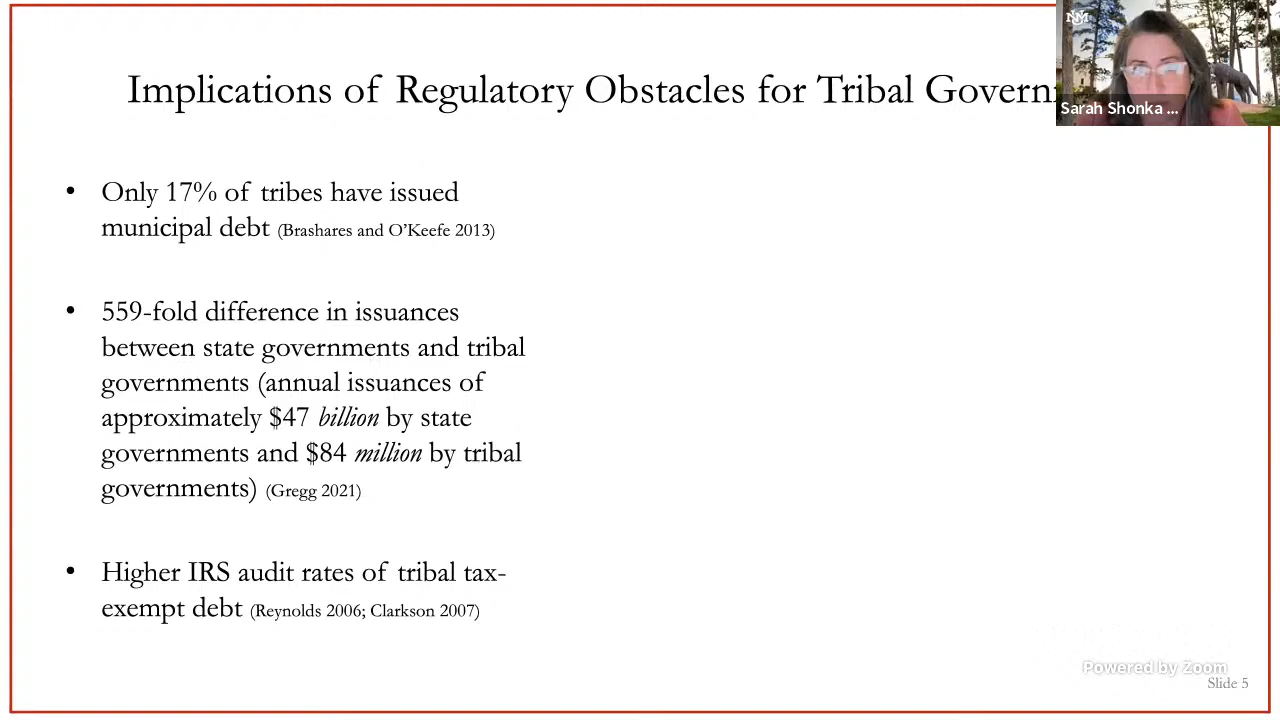 Implications of Regulatory Obstacles for Tribal Govern
Sarah Shonka ...
• Only 17% of tribes have issued
municipal debt (Brashares and O’Keefe 2013)
• 559-fold difference in issuances
between state governments and tribal
governments (annual issuances of
approximately $47 billion by state
governments and $84 million by tribal
governments) (Gregg 2021)
• Higher IRS audit rates of tribal tax-
exempt debt (Reynolds 2006; Clarkson 2007)
Powered by Zoom
Slide 5